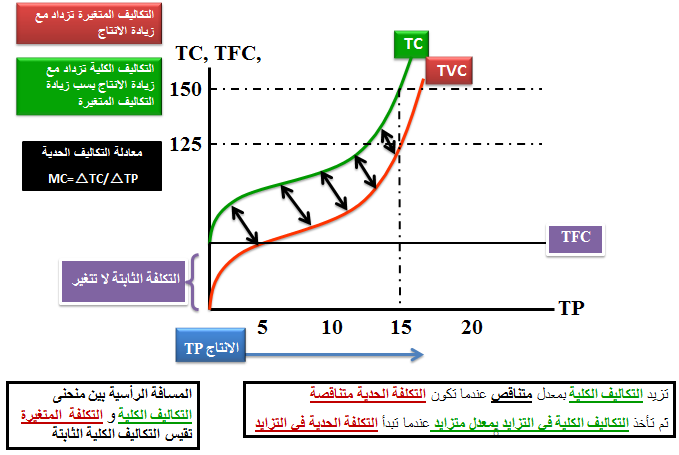 التكاليف المتغيرة تزداد مع
زيادة الانتاج
TC
TC, TFC,
TVC
التكاليف الكلية تزداد مع
زيادة الانتاج بسب زيادة
التكاليف المتغيرة
150
125
معادلة التكاليف الحدية
MC=△TC/△TP
TFC
التكلفة الثابتة لا تتغير
TP
5
10
15
20
الانتاج TP
المسافة الرأسية بين منحنى
التكاليف الكلية و التكلفة المتغيرة
تقيس التكاليف الكلية الثابتة
تزيد التكاليف الكلية بمعدل متناقص عندما تكون التكلفة الحدية متناقصة
ثم تأخذ التكاليف الكلية في التزايد بمعدل متزايد عندما تبدأ التكلفة الحدية في التزايد